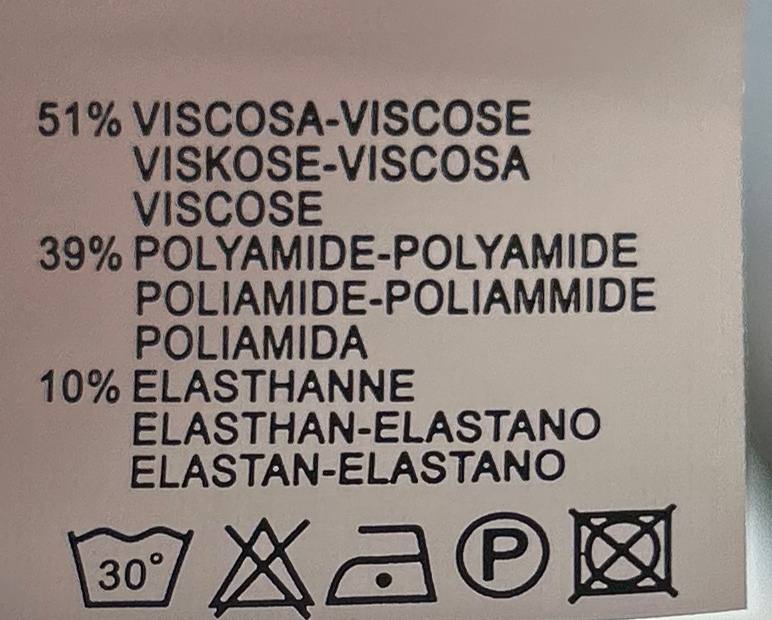 51% VISCOSA-VISCOSE
VISKOSE-VISCOSA
VISCOSE
39% POLYAMIDE-POLYAMIDE
POLIAMIDE-POLIAMMIDE
POLIAMIDA
10% ELASTHANNE
ELASTHAN-ELASTANO
ELASTAN-ELASTANO
30° P